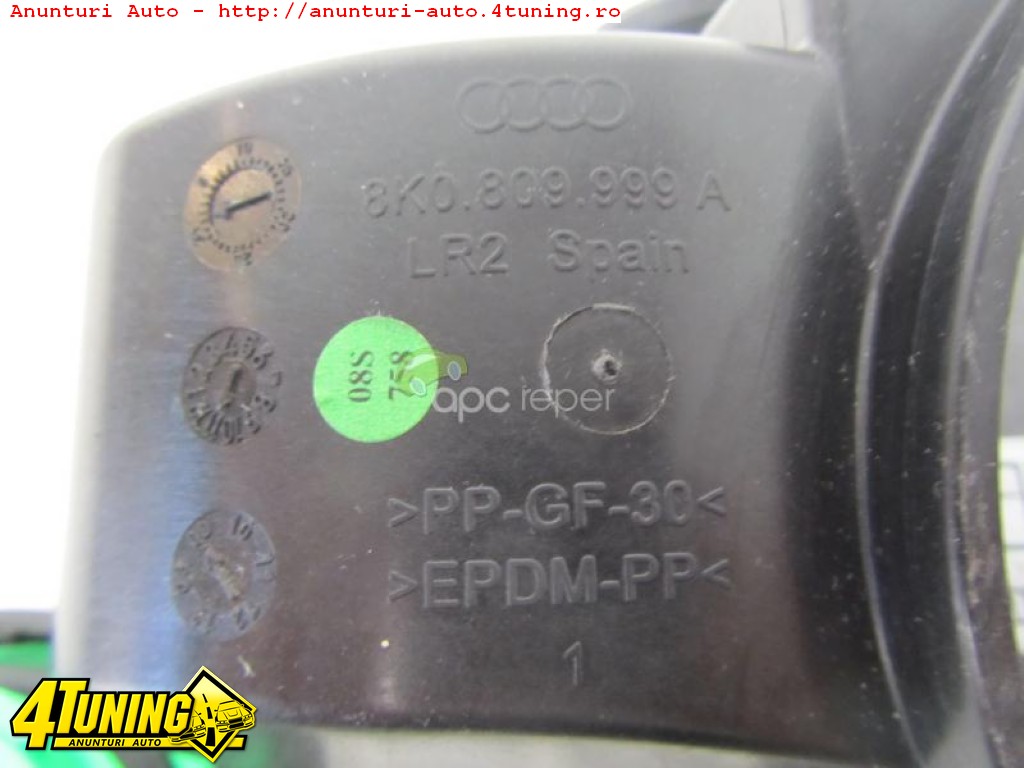 Anunturi Auto - http://anunturi-auto.4tuning.ro
8K0.809.999 A
LR2 Spain
08S
758
apc reper
>PP-GF-30<
>EPDM-PP<
1
4TUNING
ANUNTURI AUTO